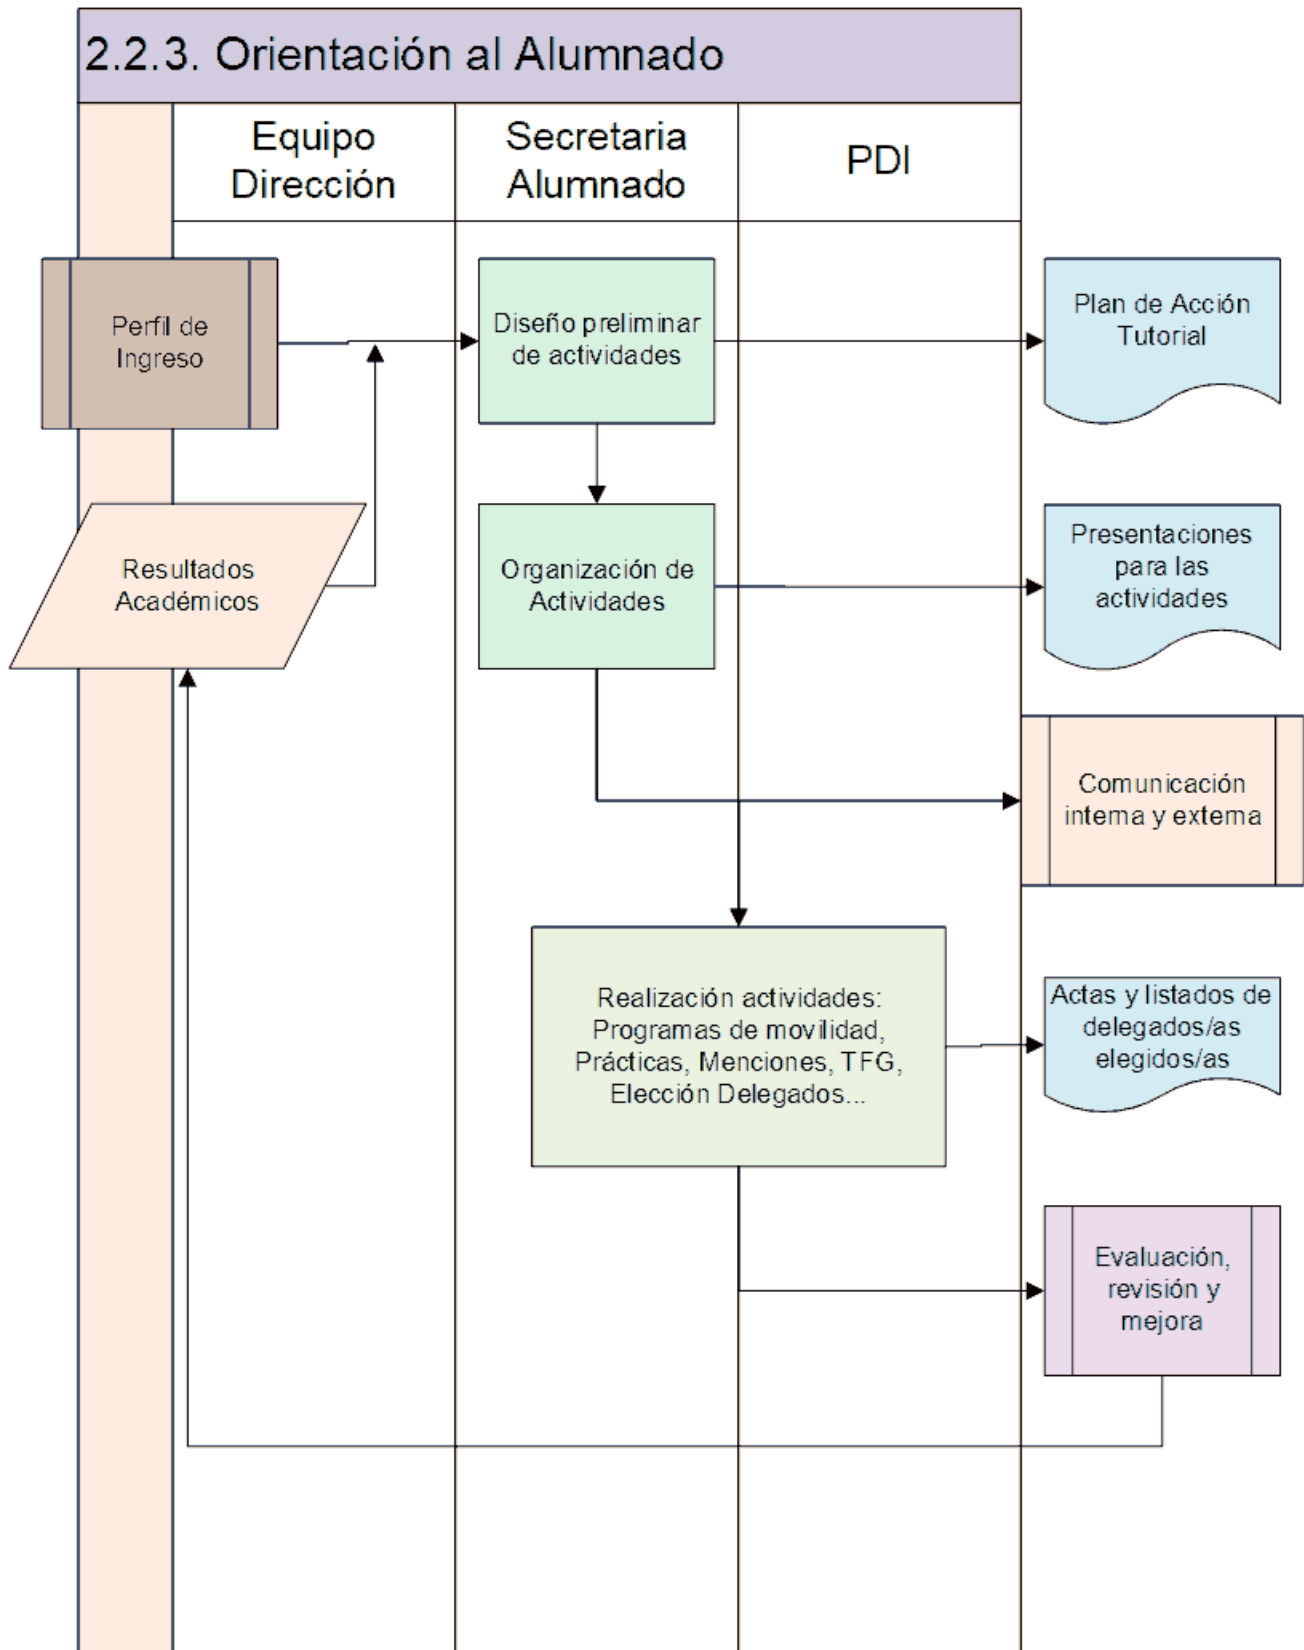 2.2.3. Orientación al Alumnado
Equipo
Dirección
Secretaria
Alumnado
PDI
Perfil de
Ingreso
Diseño preliminar
de actividades
Plan de Acción
Tutorial
Resultados
Académicos
Organización de
Actividades
Presentaciones
para las
actividades
Comunicación
interna y externa
Realización actividades:
Programas de movilidad,
Prácticas, Menciones, TFG,
Elección Delegados...
Actas y listados de
delegados/as
elegidos/as
Evaluación,
revisión y
mejora